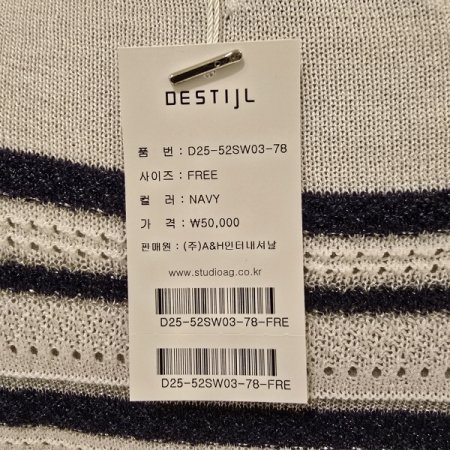 DESTIJL
품 번 : D25-52SW03-78
사이즈 : FREE
컬 러 : NAVY
가 격 : ₩50,000
판매원 : (주)A&H인터내셔날
www.studioag.co.kr
D25-52SW03-78-FRE
D25-52SW03-78-FRE